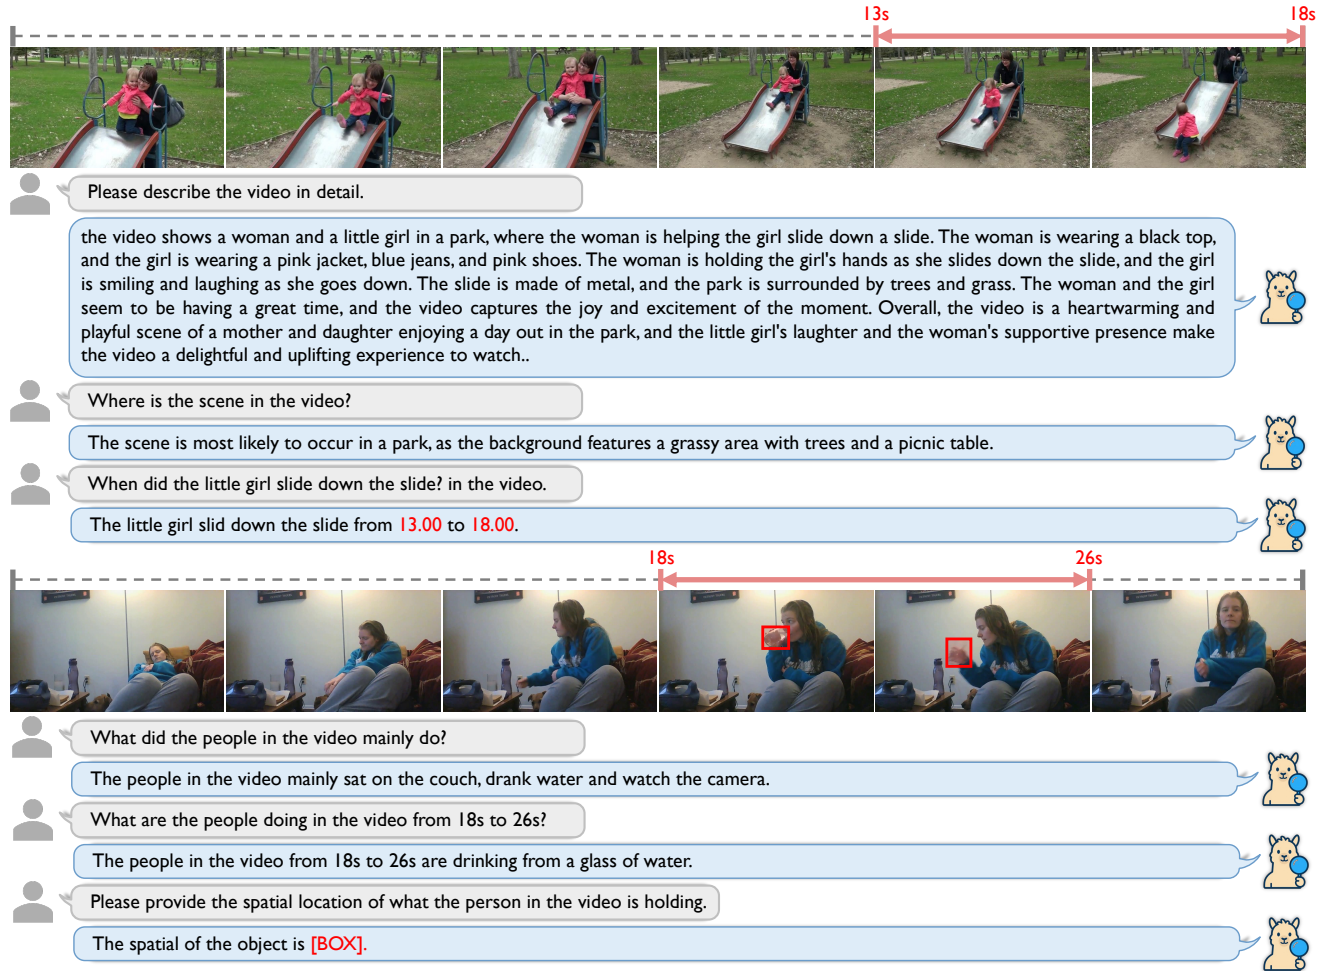 13s 18s
Please describe the video in detail.
the video shows a woman and a little girl in a park, where the woman is helping the girl slide down a slide. The woman is wearing a black top,
and the girl is wearing a pink jacket, blue jeans, and pink shoes. The woman is holding the girl's hands as she slides down the slide, and the girl
is smiling and laughing as she goes down. The slide is made of metal, and the park is surrounded by trees and grass. The woman and the girl
seem to be having a great time, and the video captures the joy and excitement of the moment. Overall, the video is a heartwarming and
playful scene of a mother and daughter enjoying a day out in the park, and the little girl's laughter and the woman's supportive presence make
the video a delightful and uplifting experience to watch..
Where is the scene in the video?
The scene is most likely to occur in a park, as the background features a grassy area with trees and a picnic table.
When did the little girl slide down the slide? in the video.
The little girl slid down the slide from 13.00 to 18.00.
18s 26s
What did the people in the video mainly do?
The people in the video mainly sat on the couch, drank water and watch the camera.
What are the people doing in the video from 18s to 26s?
The people in the video from 18s to 26s are drinking from a glass of water.
Please provide the spatial location of what the person in the video is holding.
The spatial of the object is [BOX].